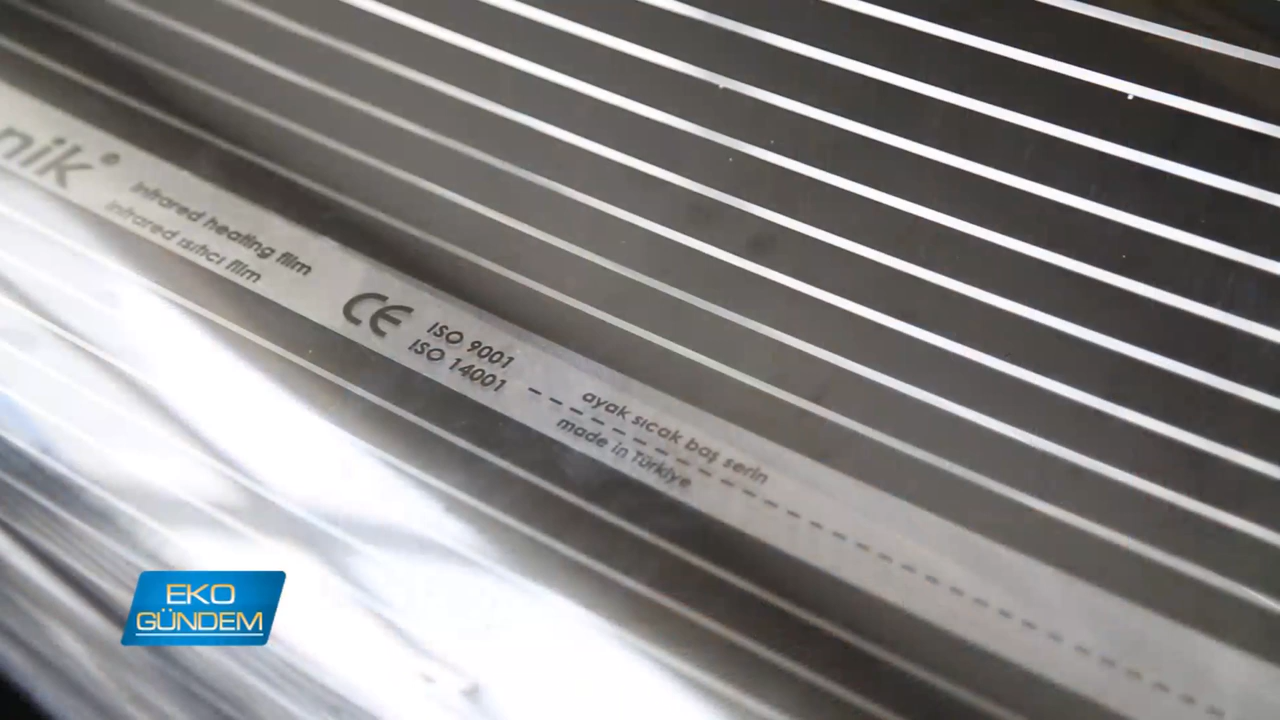 nik®
infrared heating film
infrared ısıtıcı film
CE
ISO 9001
ISO 14001
ayak sıcak baş serin
made in Türkiye
EKO
GÜNDEM